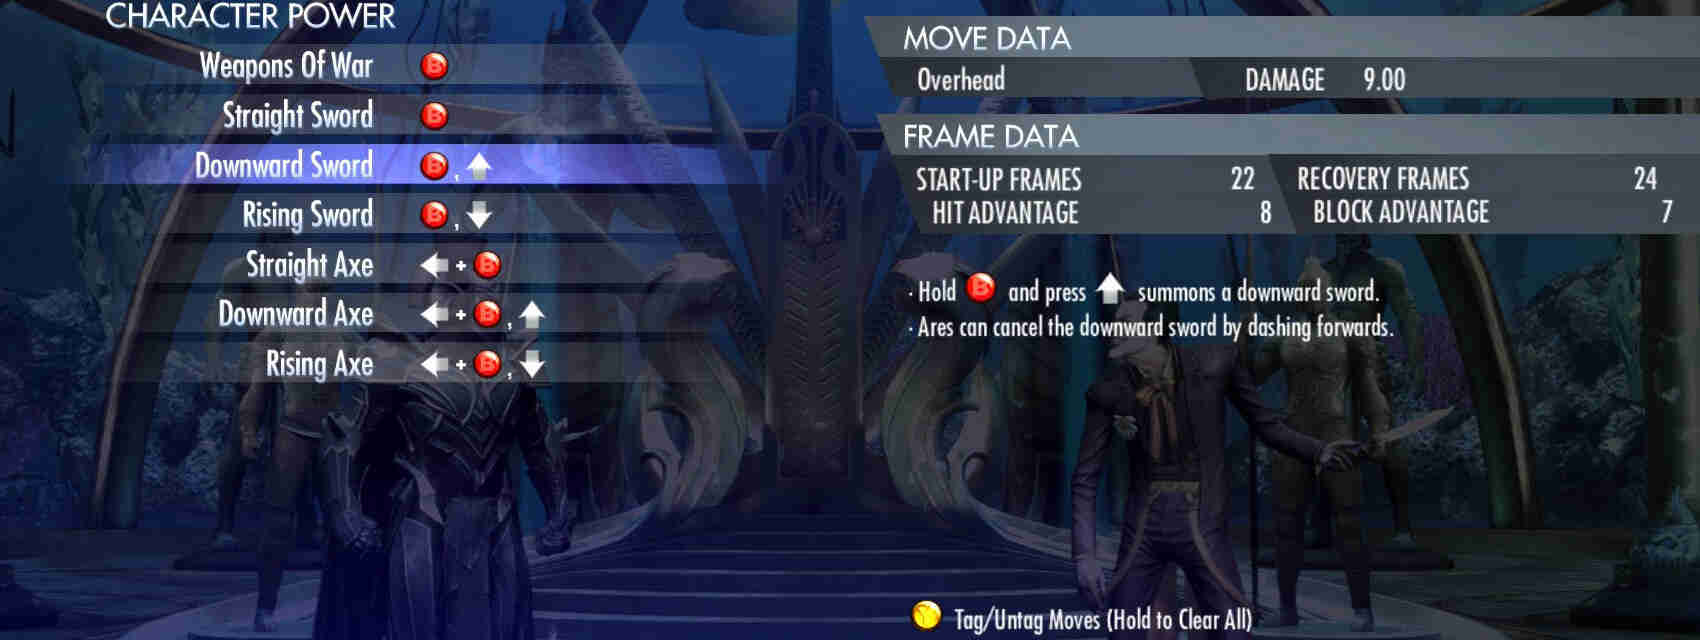 CHARACTER POWER
Weapons Of War B
Straight Sword B
Downward Sword B, ⬆
Rising Sword B, ⬇
Straight Axe ⬅ + B
Downward Axe ⬅ + B, ⬆
Rising Axe ⬅ + B, ⬇
MOVE DATA
Overhead DAMAGE 9.00
FRAME DATA
START-UP FRAMES 22 RECOVERY FRAMES 24
HIT ADVANTAGE 8 BLOCK ADVANTAGE 7
· Hold B and press ⬆ summons a downward sword.
· Ares can cancel the downward sword by dashing forwards.
Y Tag/Untag Moves (Hold to Clear All)